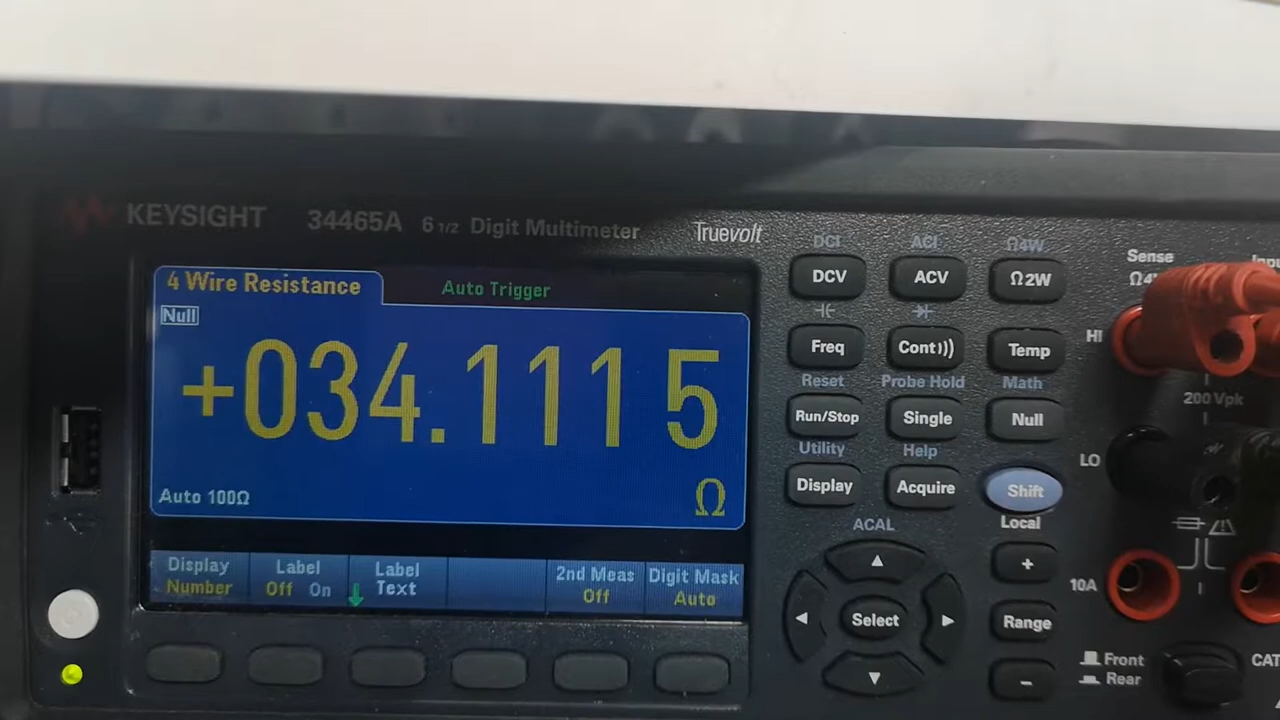 KEYSIGHT 34465A 6 1/2 Digit Multimeter Truevolt
4 Wire Resistance
Auto Trigger
Null
+034.111 5
Auto 100Ω
Ω
Display
Number
Label
Off On
Label
Text
2nd Meas
Off
Digit Mask
Auto
DCI ACI Ω4W
DCV ACV Ω2W
Freq Cont Temp
Reset Probe Hold Math
Run/Stop Single Null
Utility Help
Display Acquire Shift
ACAL Local
+
Select Range
−
Sense
HI
200 Vpk
LO
10A
Front
Rear